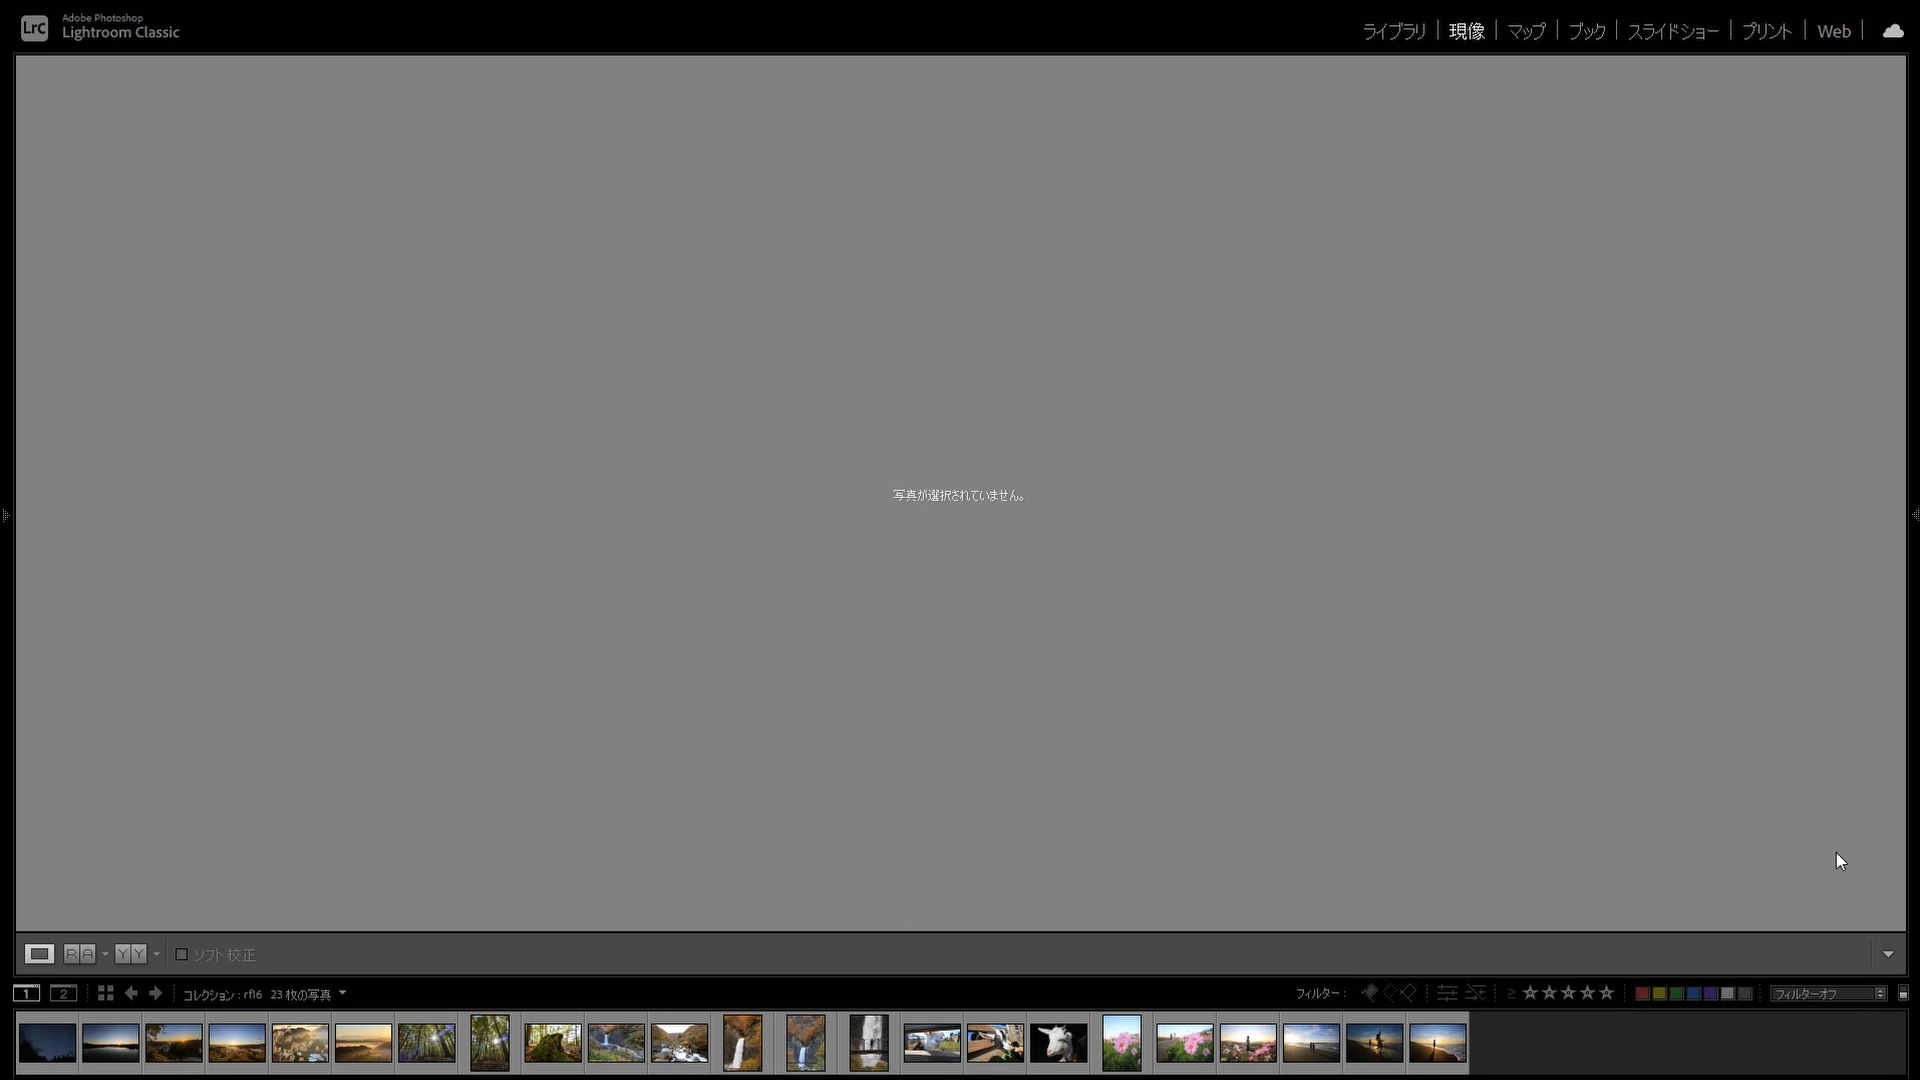 LrC
Adobe Photoshop
Lightroom Classic
ライブラリ | 現像 | マップ | ブック | スライドショー | プリント | Web |
写真が選択されていません。
R A Y Y ソフト校正
1 2 コレクション : rf16 23 枚の写真
フィルター : ≥ ★★★★★ フィルターオフ